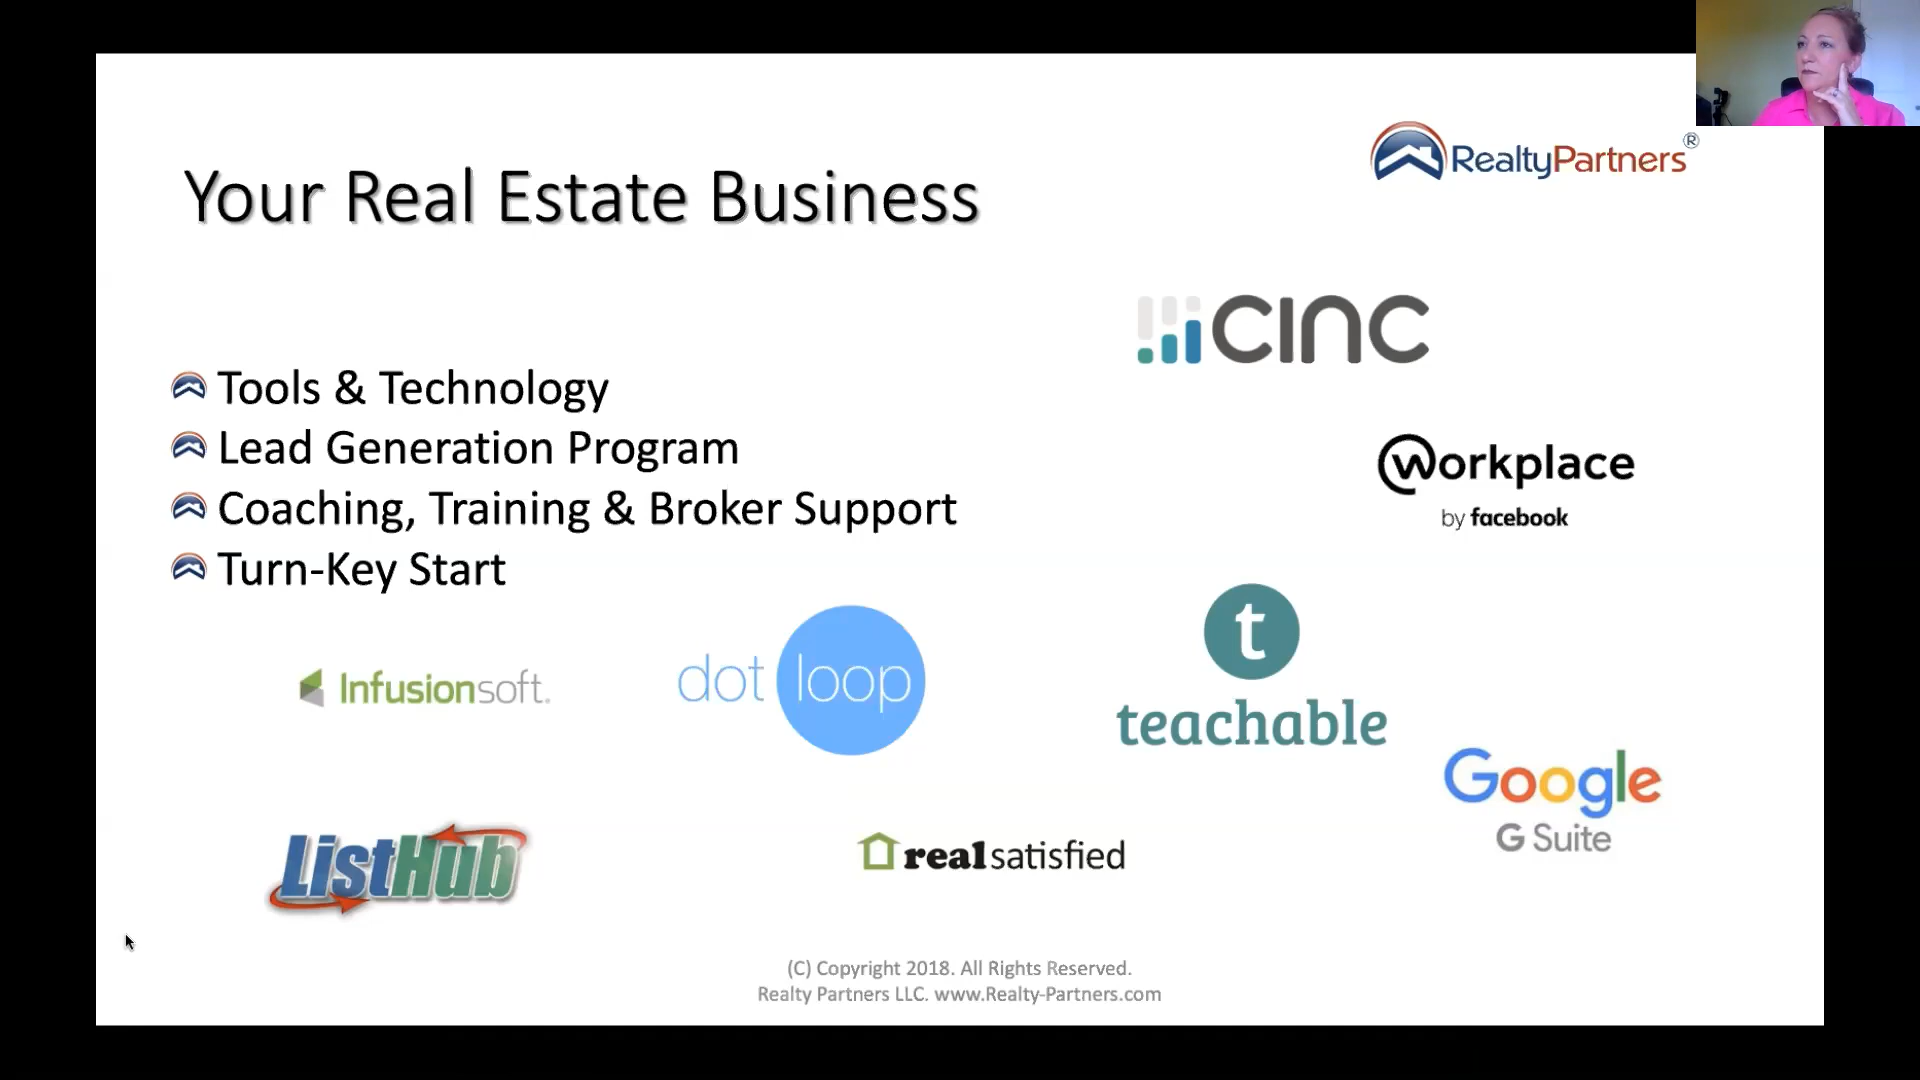 RealtyPartners®
Your Real Estate Business
cinc
Tools & Technology
Lead Generation Program
Coaching, Training & Broker Support
Turn-Key Start
workplace
by facebook
Infusionsoft.
dot loop
t
teachable
Google
G Suite
ListHub
realsatisfied
(C) Copyright 2018. All Rights Reserved.
Realty Partners LLC. www.Realty-Partners.com